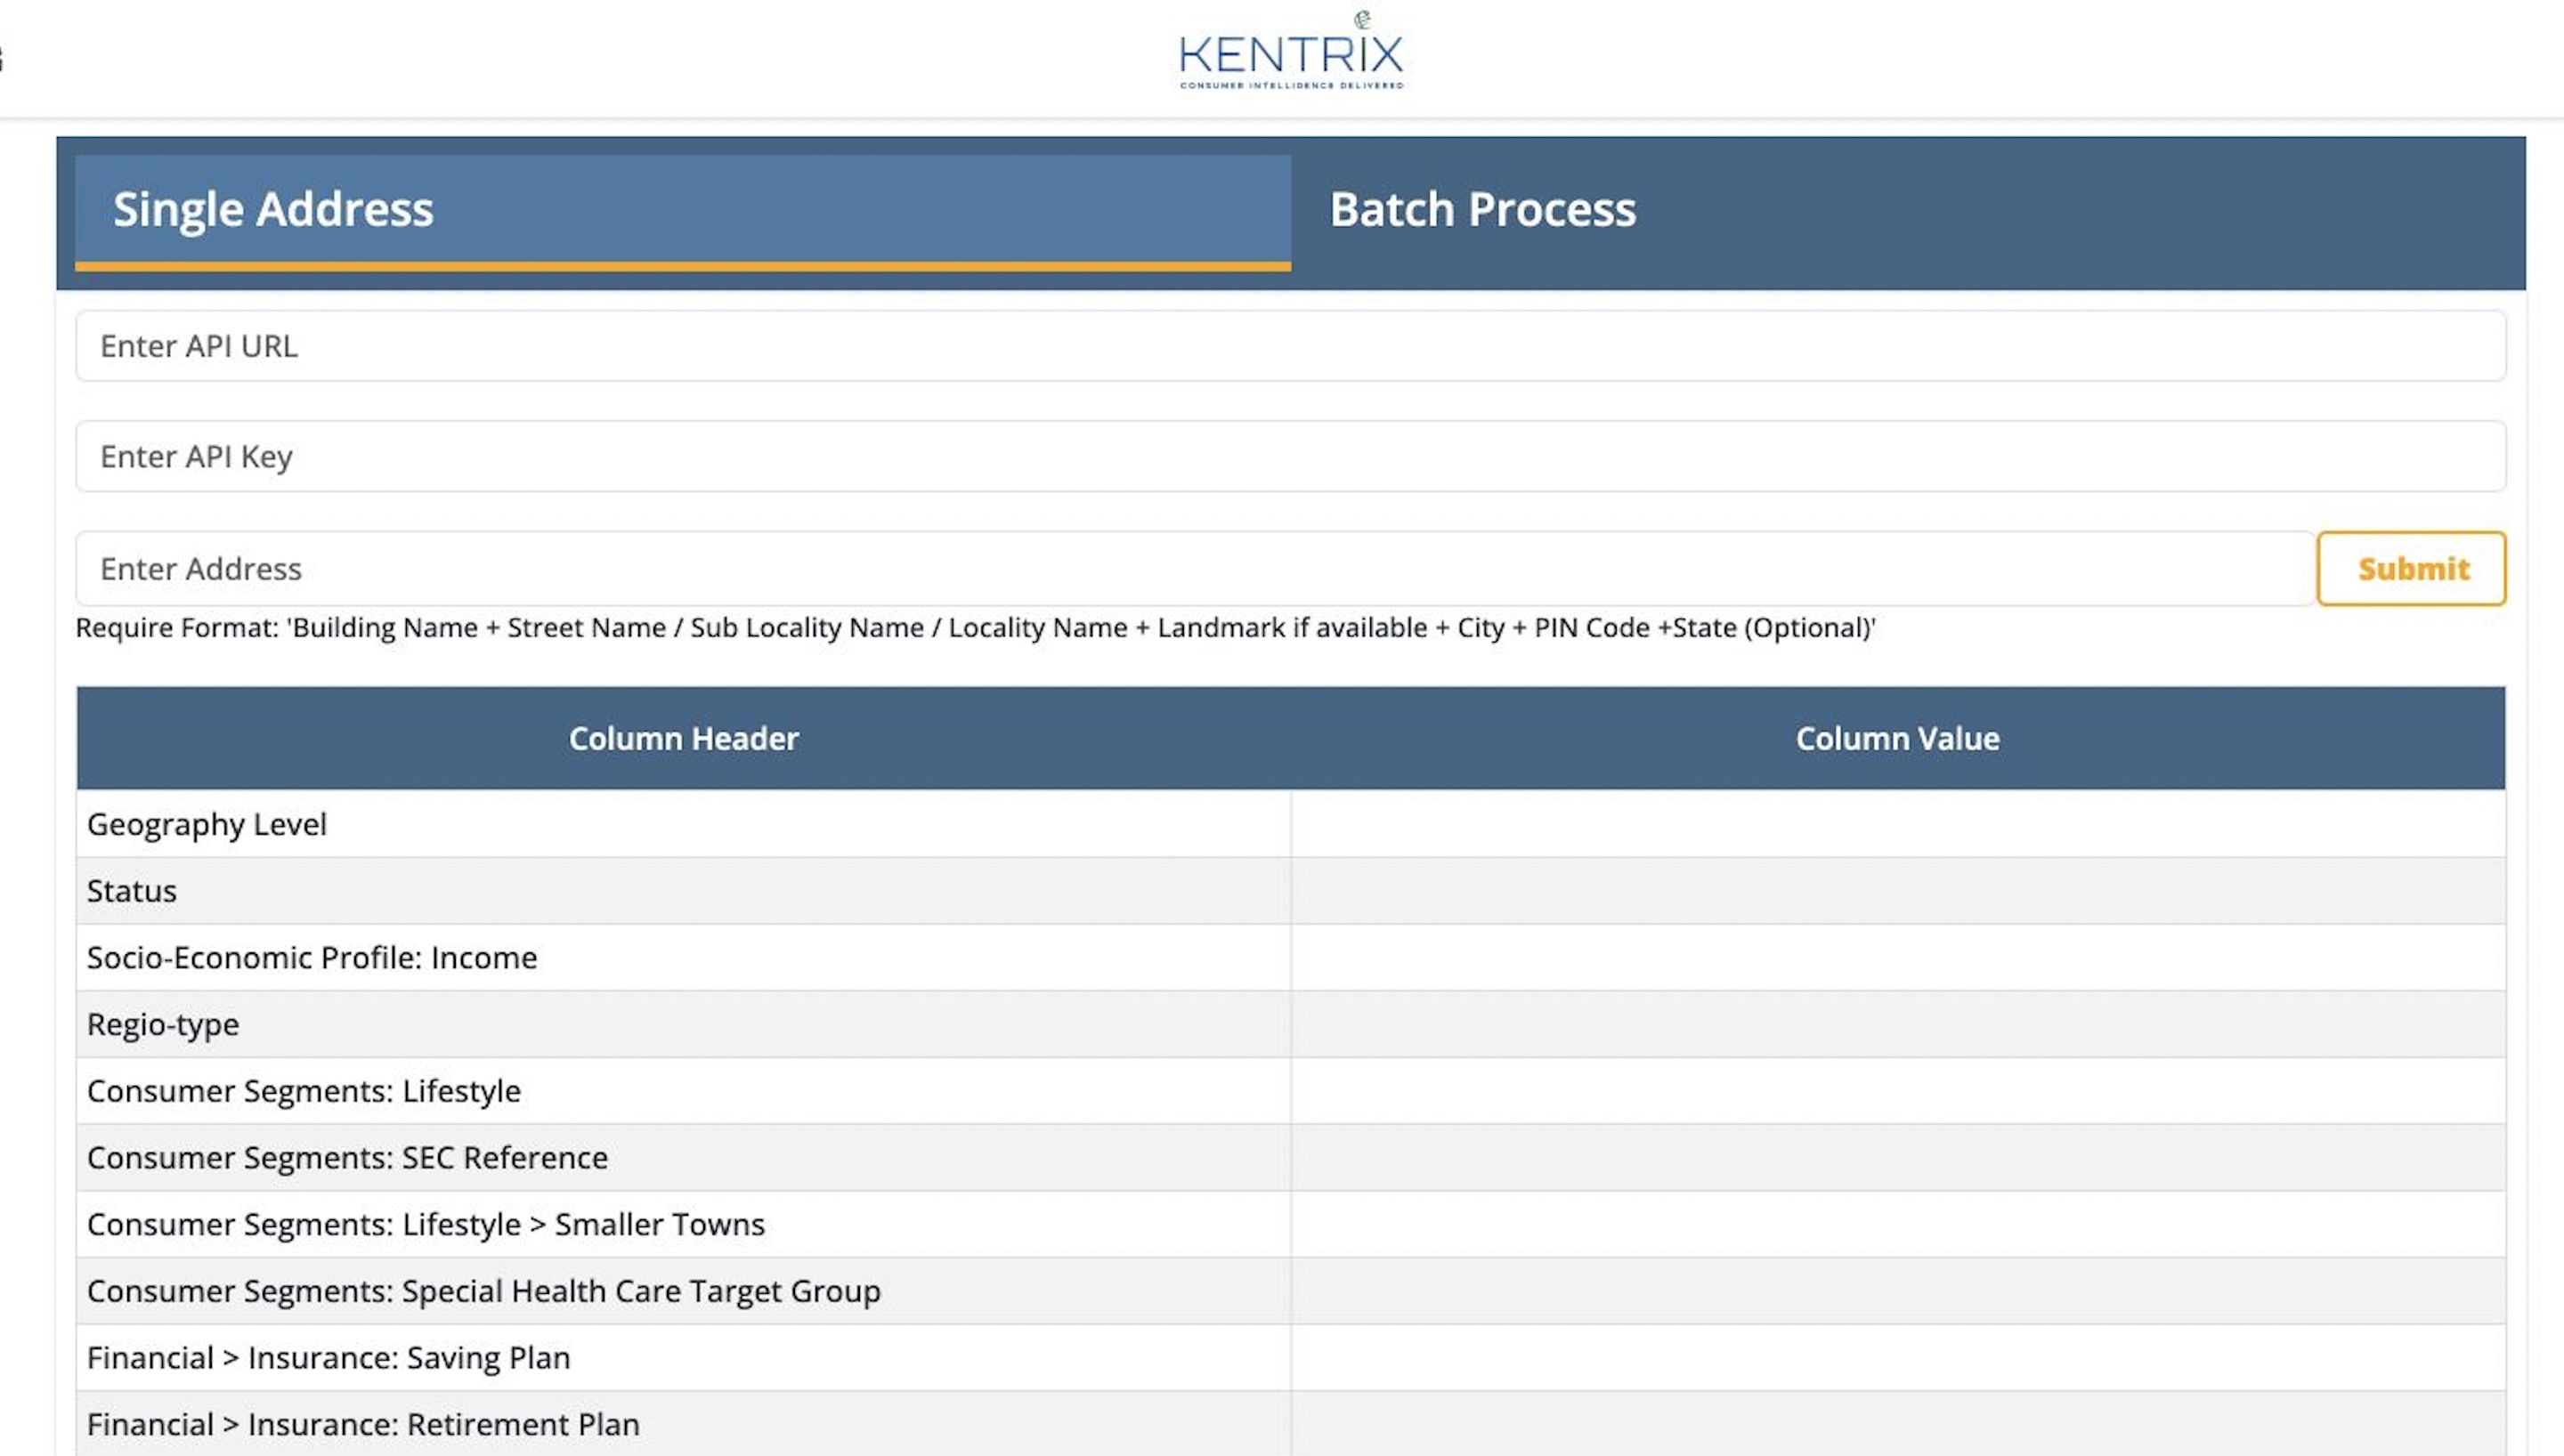 KENTRIX
CONSUMER INTELLIGENCE DELIVERED
Single Address
Batch Process
Enter API URL
Enter API Key
Enter Address
Submit
Require Format: 'Building Name + Street Name / Sub Locality Name / Locality Name + Landmark if available + City + PIN Code +State (Optional)'
Column Header
Column Value
Geography Level
Status
Socio-Economic Profile: Income
Regio-type
Consumer Segments: Lifestyle
Consumer Segments: SEC Reference
Consumer Segments: Lifestyle > Smaller Towns
Consumer Segments: Special Health Care Target Group
Financial > Insurance: Saving Plan
Financial > Insurance: Retirement Plan